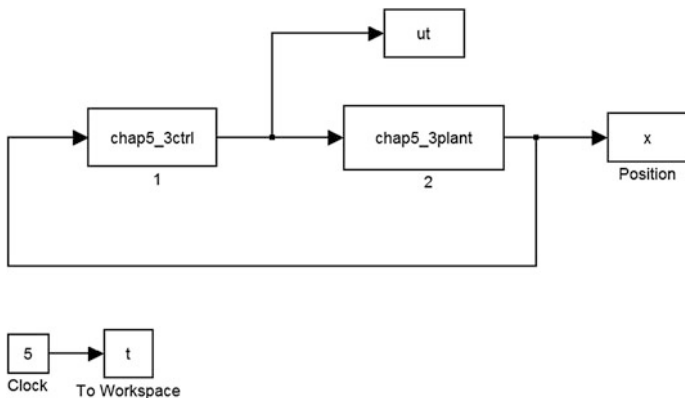 ut
chap5_3ctrl
chap5_3plant
x
1
2
Position
5
t
Clock
To Workspace